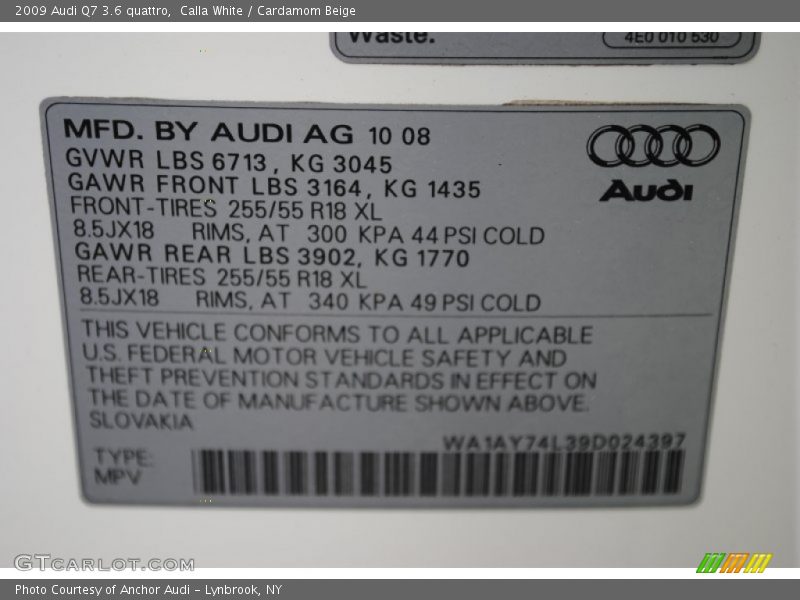 2009 Audi Q7 3.6 quattro,  Calla White / Cardamom Beige
Waste.
4E0 010 530
MFD. BY AUDI AG 10 08
GVWR LBS 6713, KG 3045
GAWR FRONT LBS 3164, KG 1435
FRONT-TIRES 255/55 R18 XL
8.5JX18 RIMS, AT 300 KPA 44 PSI COLD
GAWR REAR LBS 3902, KG 1770
REAR-TIRES 255/55 R18 XL
8.5JX18 RIMS, AT 340 KPA 49 PSI COLD
Audi
THIS VEHICLE CONFORMS TO ALL APPLICABLE
U.S. FEDERAL MOTOR VEHICLE SAFETY AND
THEFT PREVENTION STANDARDS IN EFFECT ON
THE DATE OF MANUFACTURE SHOWN ABOVE.
SLOVAKIA
WA1AY74L39D024397
TYPE:
MPV
GTCARLOT.COM
Photo Courtesy of Anchor Audi - Lynbrook, NY